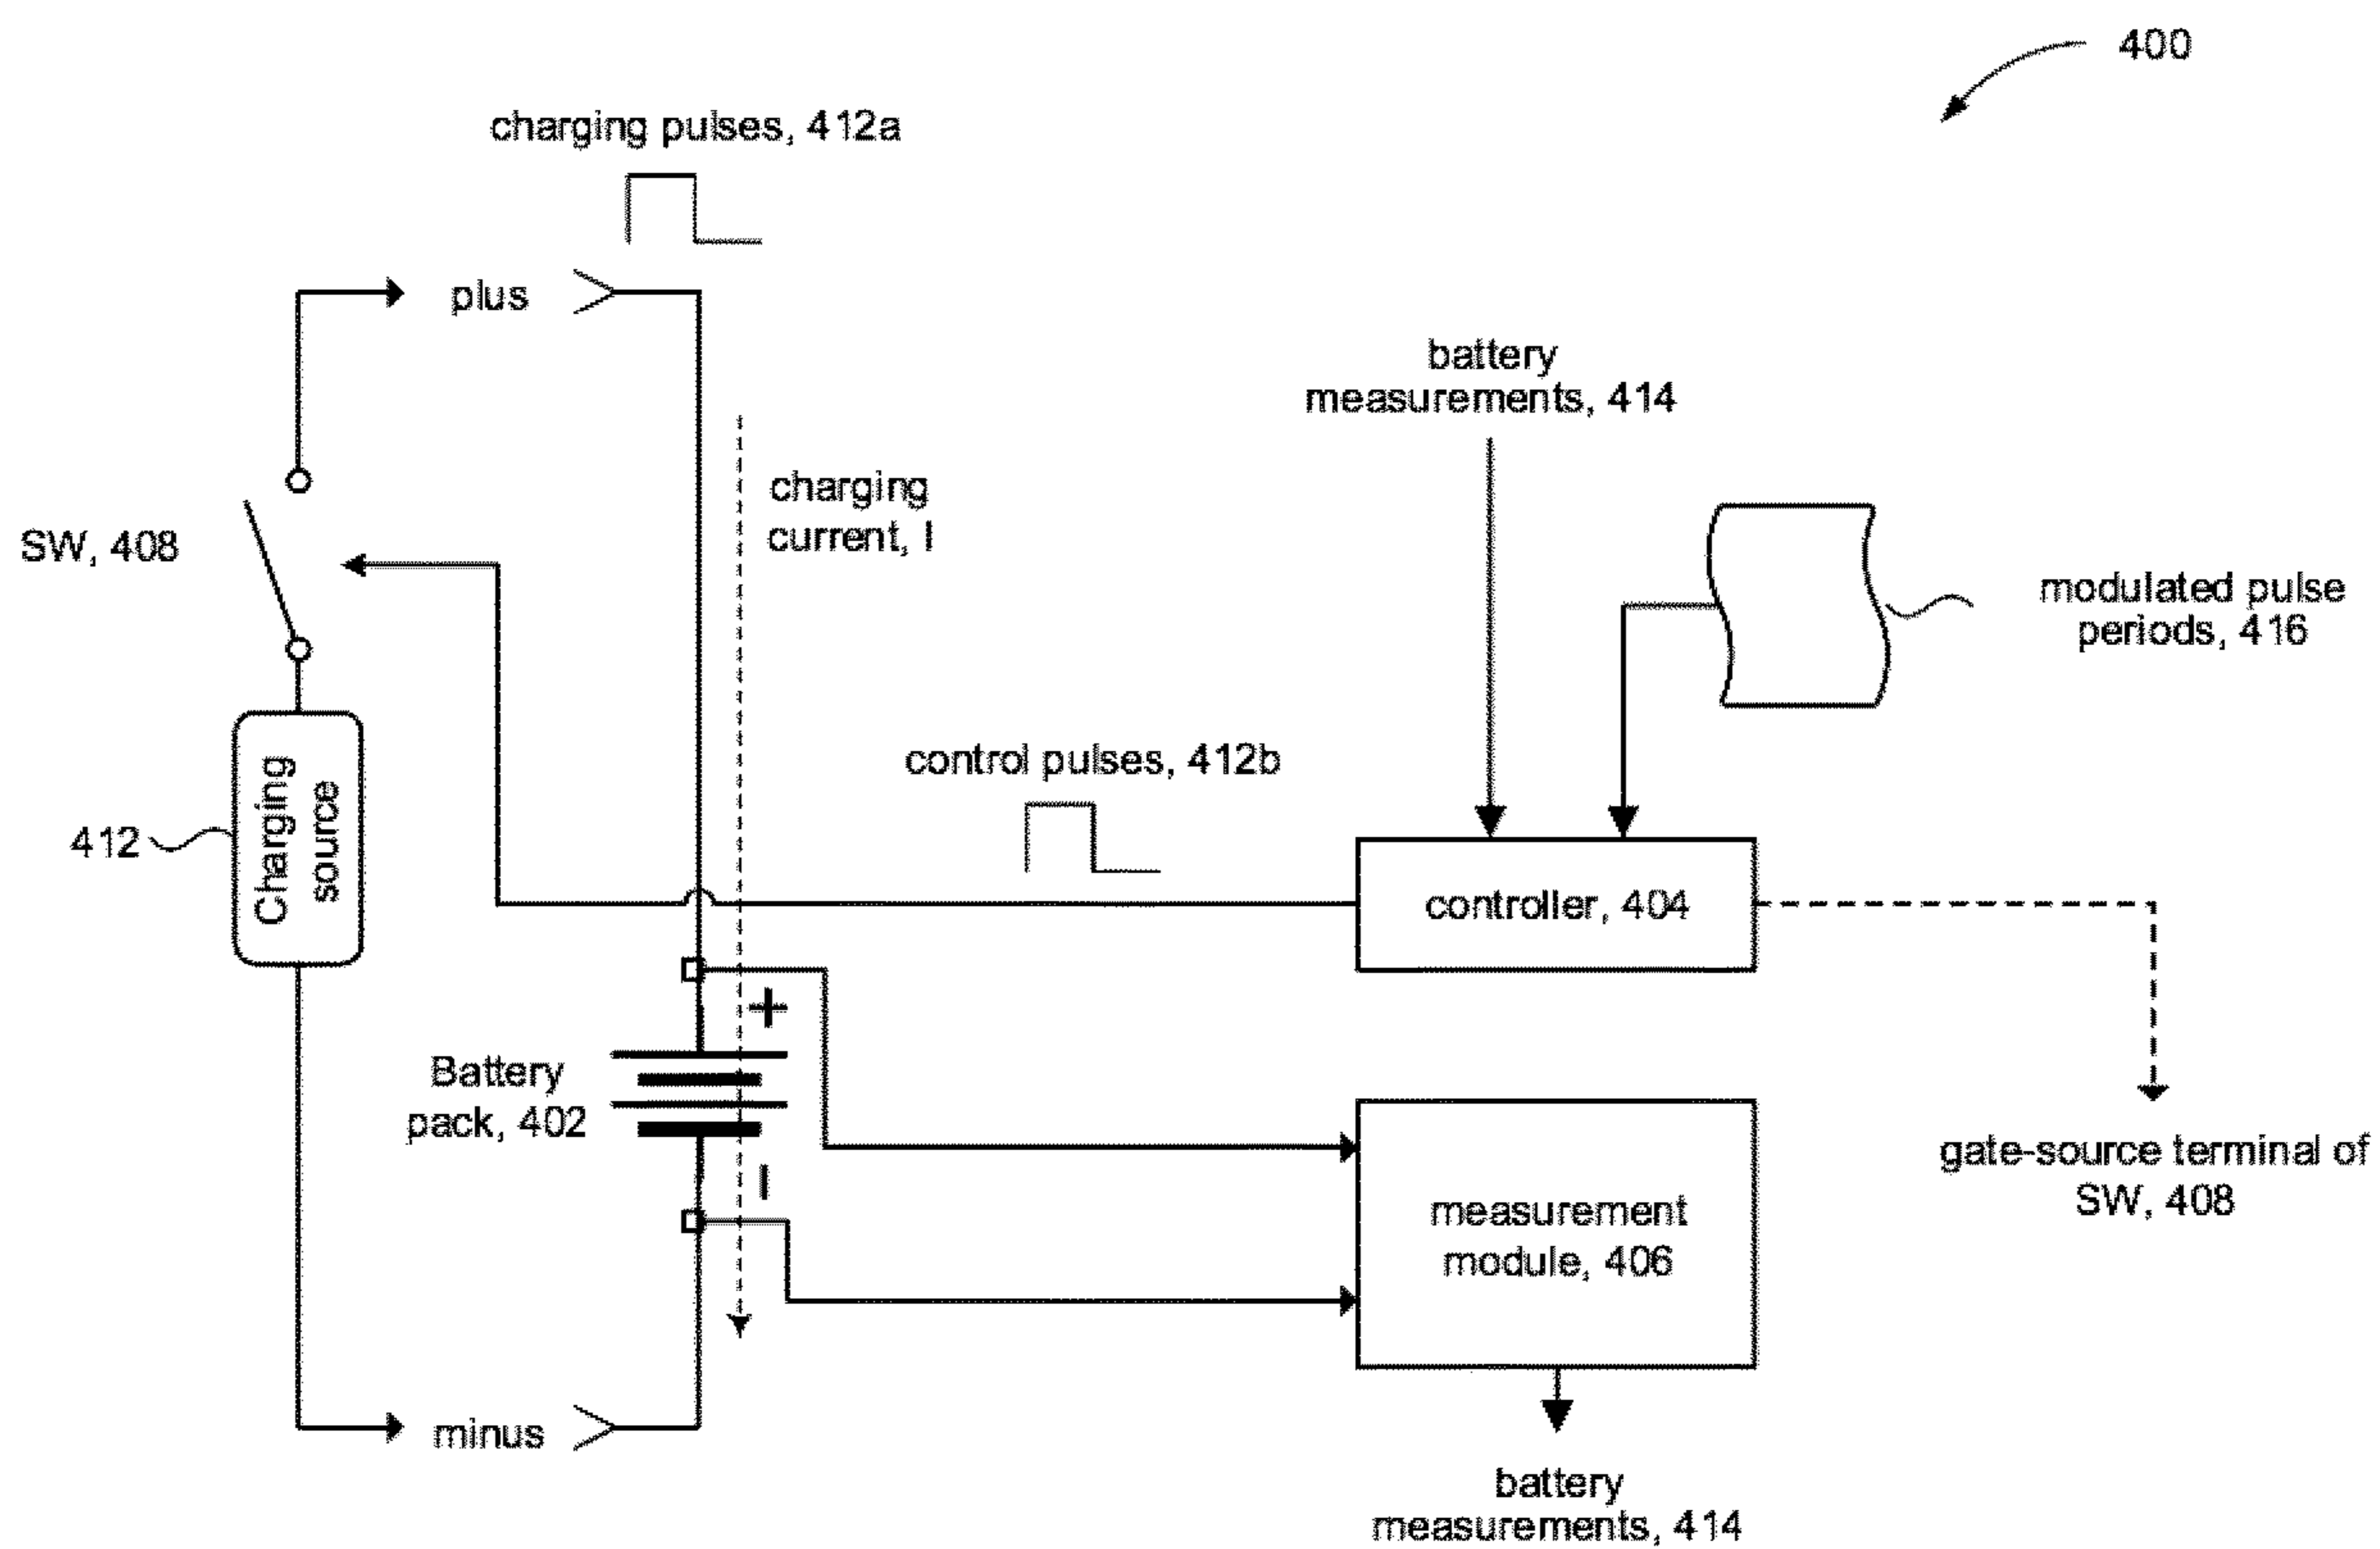 400
charging pulses, 412a
plus
battery
measurements, 414
charging
current, I
SW, 408
modulated pulse
periods, 416
control pulses, 412b
Charging
source
412
controller, 404
+
Battery
pack, 402
gate-source terminal of
SW, 408
measurement
module, 406
minus
battery
measurements, 414